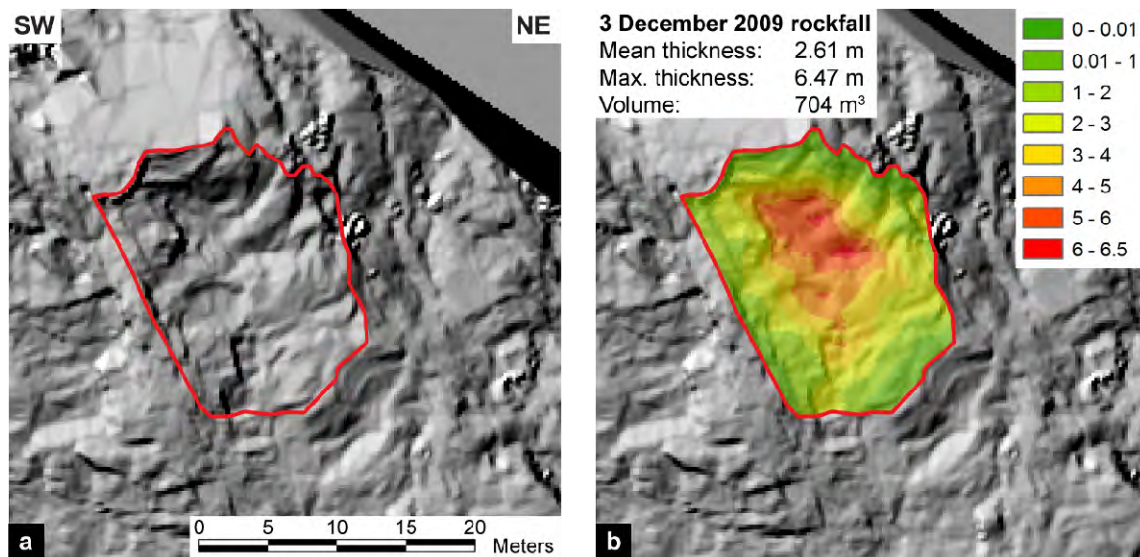 SW
NE
0 5 10 15 20
Meters
a
3 December 2009 rockfall
Mean thickness: 2.61 m
Max. thickness: 6.47 m
Volume: 704 m³
0 - 0.01
0.01 - 1
1 - 2
2 - 3
3 - 4
4 - 5
5 - 6
6 - 6.5
b